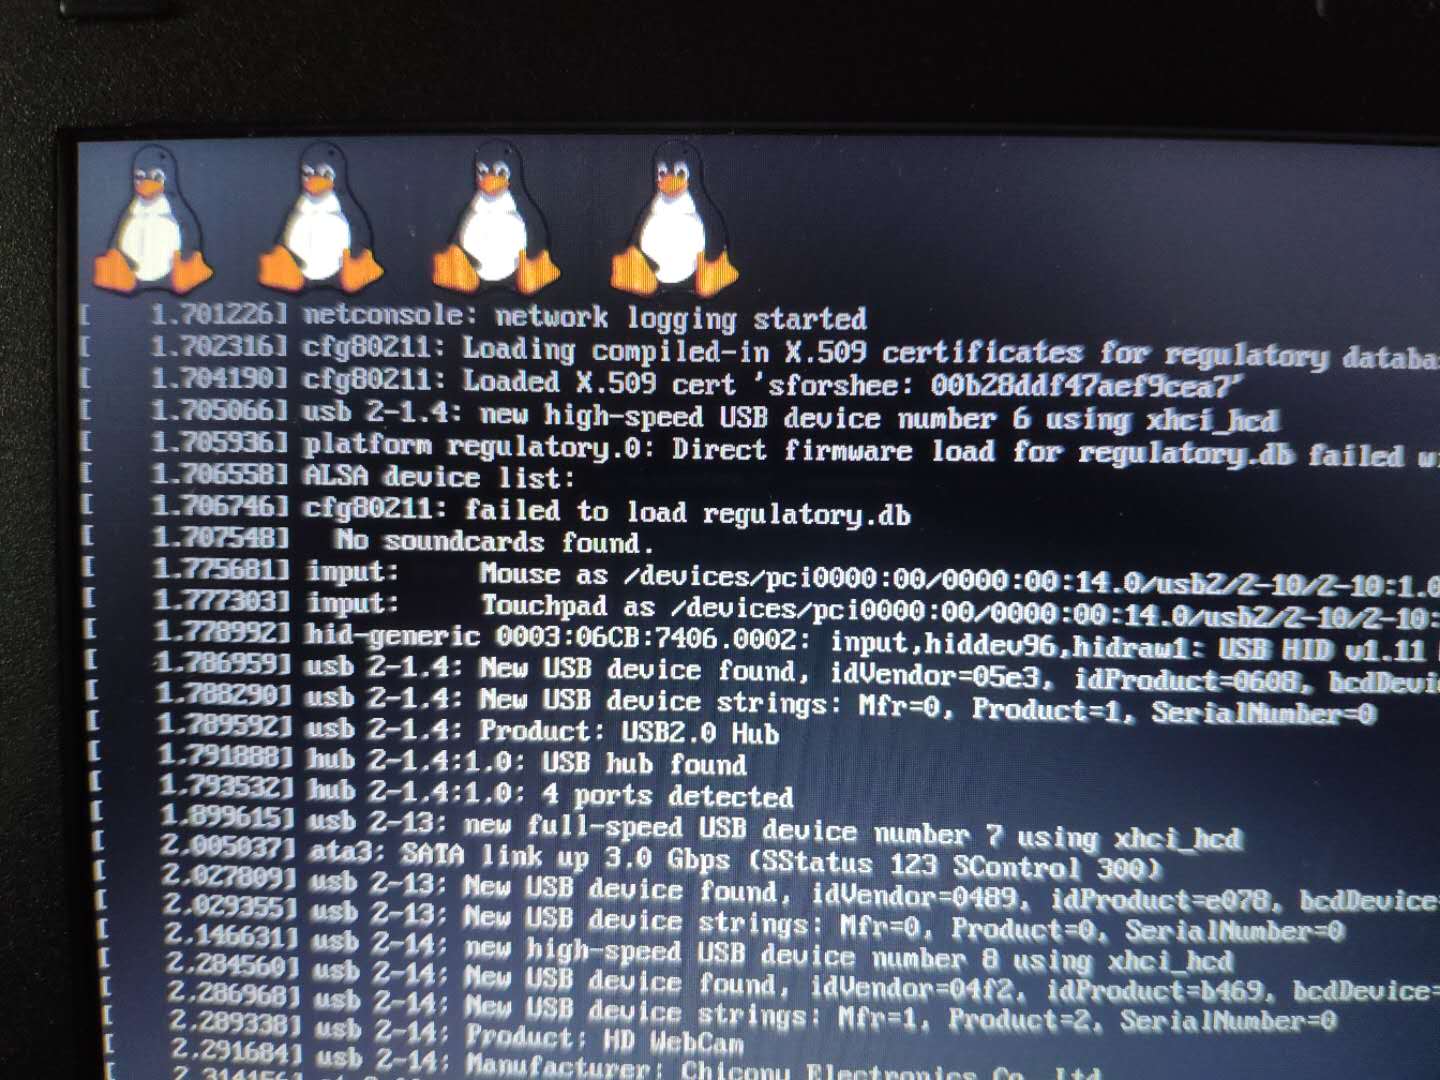 [    1.701226] netconsole: network logging started
[    1.702316] cfg80211: Loading compiled-in X.509 certificates for regulatory databa
[    1.704190] cfg80211: Loaded X.509 cert 'sforshee: 00b28ddf47aef9cea7'
[    1.705066] usb 2-1.4: new high-speed USB device number 6 using xhci_hcd
[    1.705936] platform regulatory.0: Direct firmware load for regulatory.db failed w
[    1.706558] ALSA device list:
[    1.706746] cfg80211: failed to load regulatory.db
[    1.707548]   No soundcards found.
[    1.775681] input:     Mouse as /devices/pci0000:00/0000:00:14.0/usb2/2-10/2-10:1.0
[    1.777303] input:     Touchpad as /devices/pci0000:00/0000:00:14.0/usb2/2-10/2-10:
[    1.778992] hid-generic 0003:06CB:7406.0002: input,hiddev96,hidraw1: USB HID v1.11
[    1.786959] usb 2-1.4: New USB device found, idVendor=05e3, idProduct=0608, bcdDevi
[    1.788290] usb 2-1.4: New USB device strings: Mfr=0, Product=1, SerialNumber=0
[    1.789592] usb 2-1.4: Product: USB2.0 Hub
[    1.791888] hub 2-1.4:1.0: USB hub found
[    1.793532] hub 2-1.4:1.0: 4 ports detected
[    1.899615] usb 2-13: new full-speed USB device number 7 using xhci_hcd
[    2.005037] ata3: SATA link up 3.0 Gbps (SStatus 123 SControl 300)
[    2.027809] usb 2-13: New USB device found, idVendor=0489, idProduct=e078, bcdDevice=
[    2.029355] usb 2-13: New USB device strings: Mfr=0, Product=0, SerialNumber=0
[    2.146631] usb 2-14: new high-speed USB device number 8 using xhci_hcd
[    2.284560] usb 2-14: New USB device found, idVendor=04f2, idProduct=b469, bcdDevice=
[    2.286968] usb 2-14: New USB device strings: Mfr=1, Product=2, SerialNumber=0
[    2.289338] usb 2-14: Product: HD WebCam
[    2.291684] usb 2-14: Manufacturer: Chicony Electronics Co. Ltd